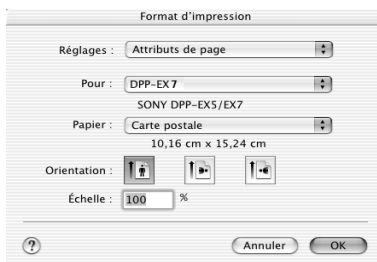 Format d'impression
Réglages : Attributs de page
Pour : DPP-EX7
SONY DPP-EX5/EX7
Papier : Carte postale
10,16 cm x 15,24 cm
Orientation :
Échelle : 100 %
? Annuler OK